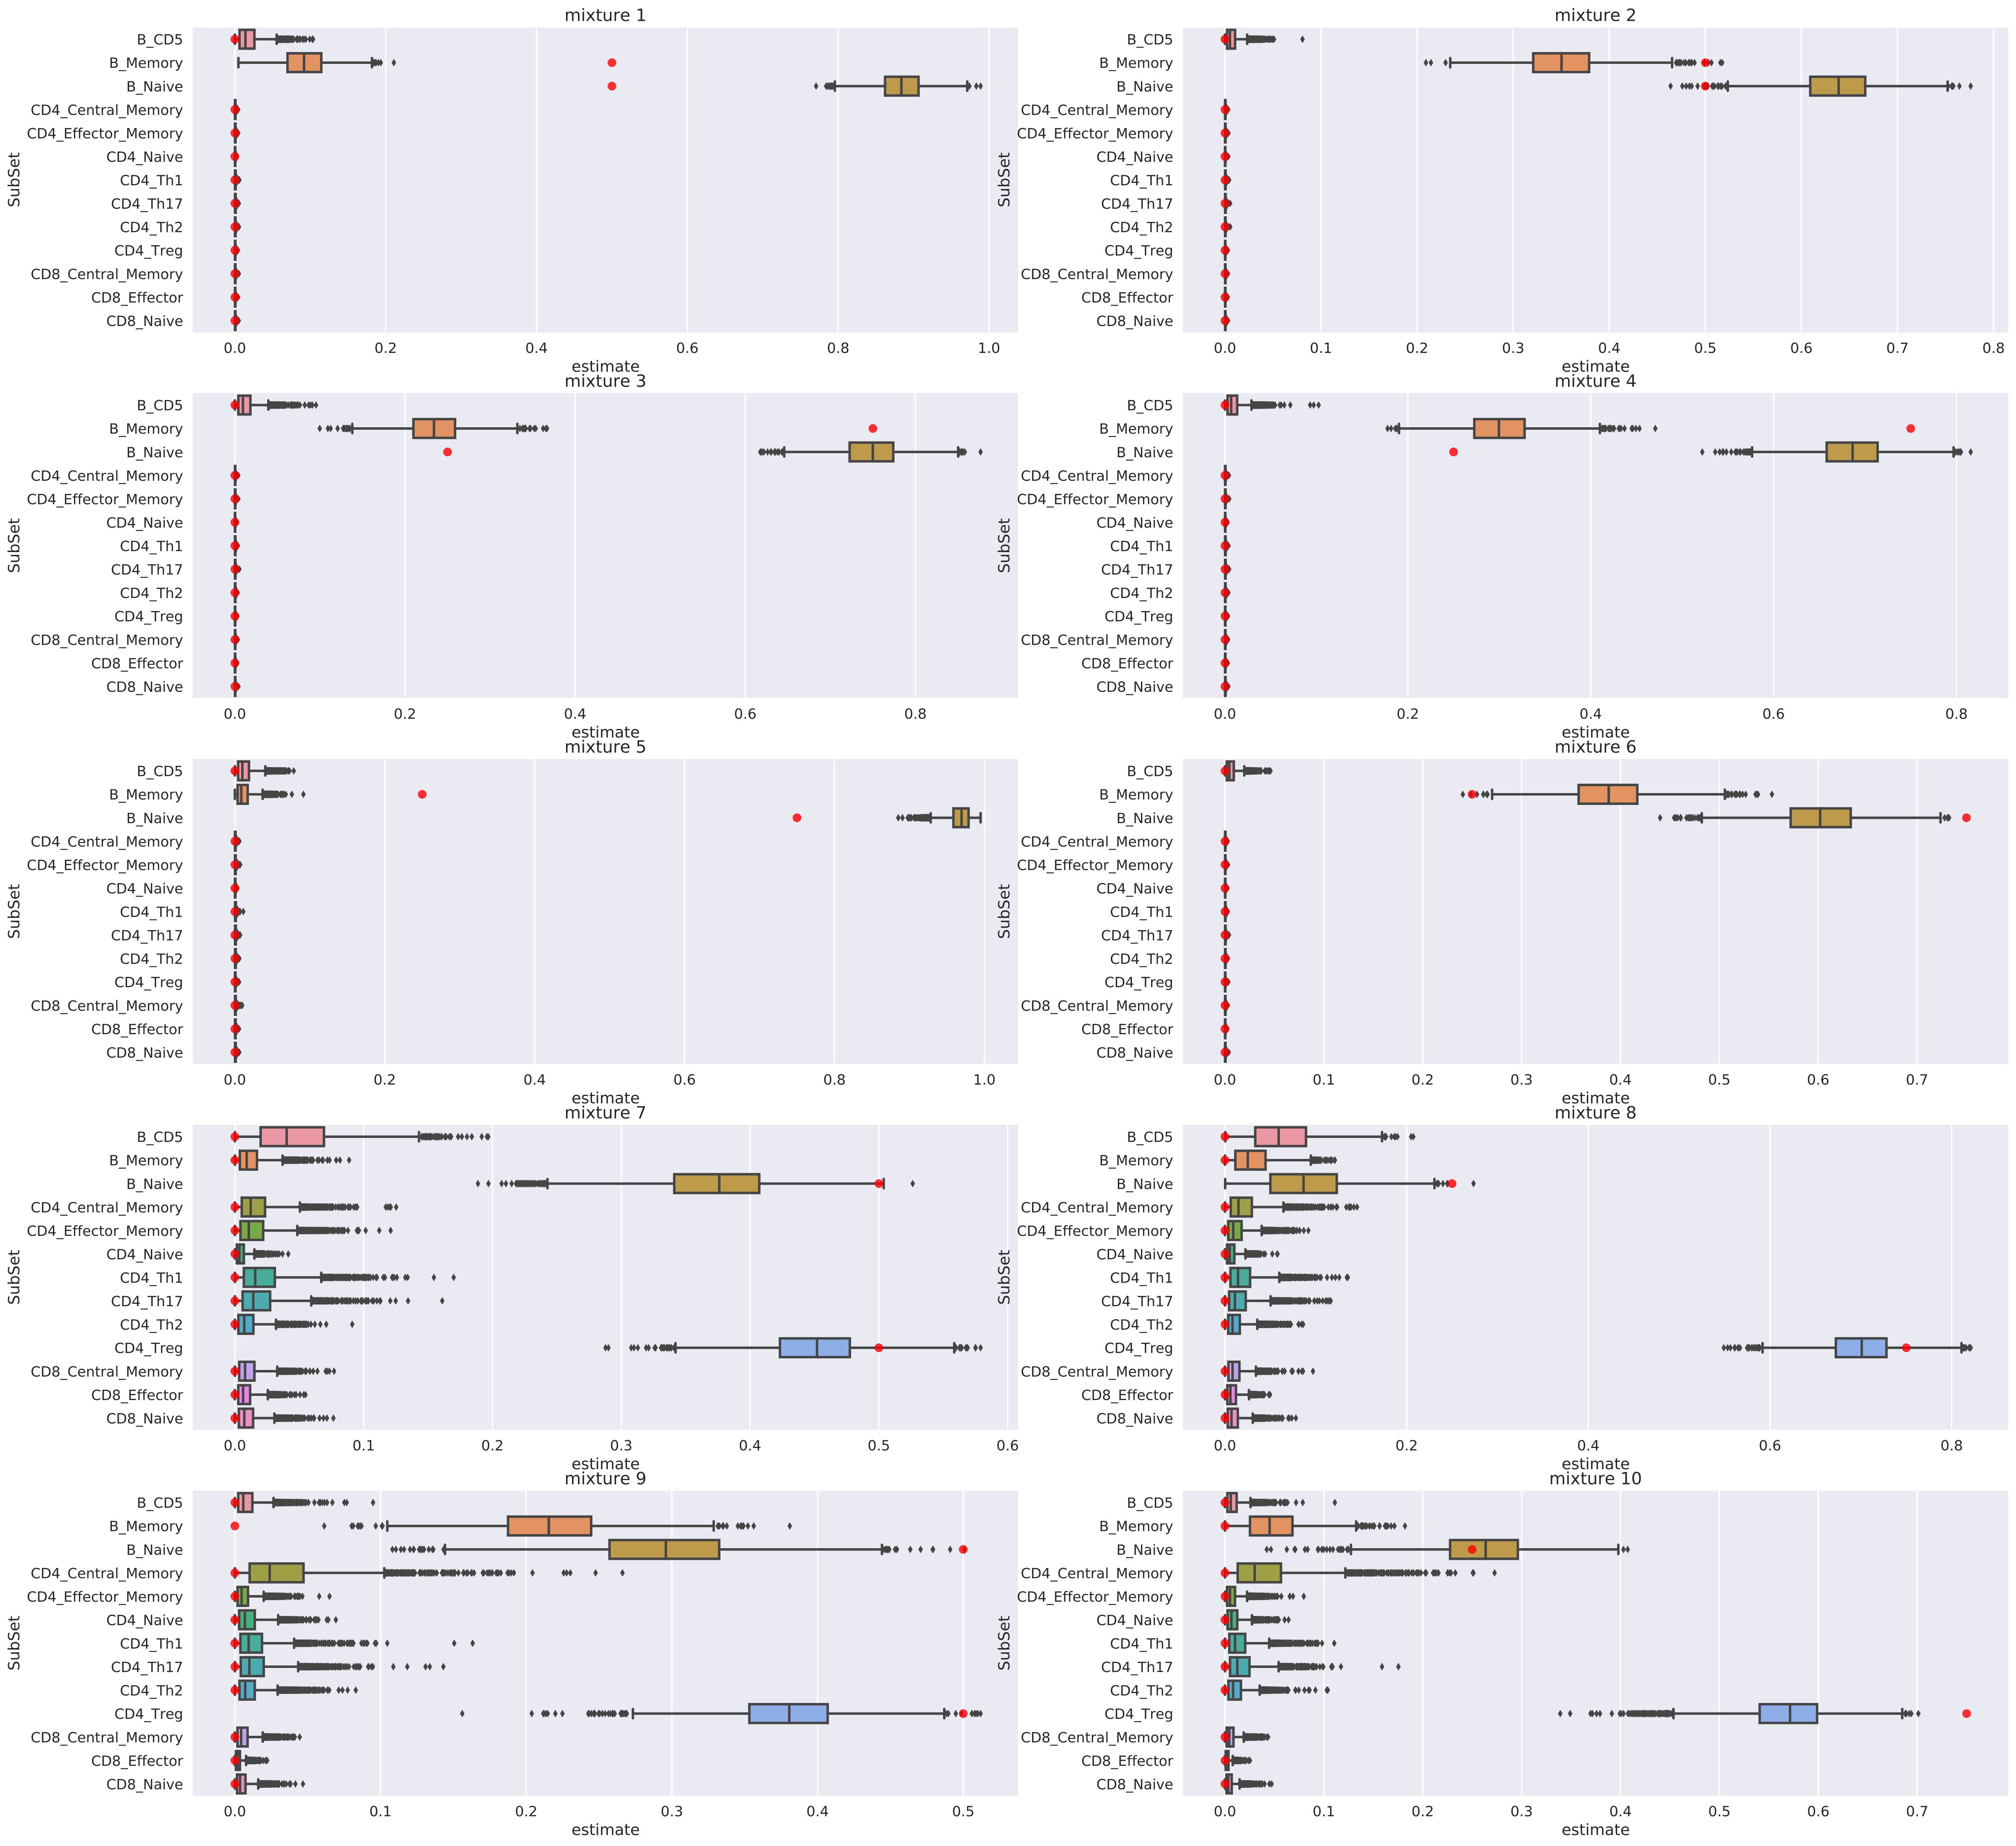 mixture 1
B_CD5
B_Memory
B_Naive
CD4_Central_Memory
CD4_Effector_Memory
CD4_Naive
CD4_Th1
CD4_Th17
CD4_Th2
CD4_Treg
CD8_Central_Memory
CD8_Effector
CD8_Naive
SubSet
0.0 0.2 0.4 0.6 0.8 1.0
estimate
mixture 2
B_CD5
B_Memory
B_Naive
CD4_Central_Memory
CD4_Effector_Memory
CD4_Naive
CD4_Th1
CD4_Th17
CD4_Th2
CD4_Treg
CD8_Central_Memory
CD8_Effector
CD8_Naive
SubSet
0.0 0.1 0.2 0.3 0.4 0.5 0.6 0.7 0.8
estimate
mixture 3
B_CD5
B_Memory
B_Naive
CD4_Central_Memory
CD4_Effector_Memory
CD4_Naive
CD4_Th1
CD4_Th17
CD4_Th2
CD4_Treg
CD8_Central_Memory
CD8_Effector
CD8_Naive
SubSet
0.0 0.2 0.4 0.6 0.8
estimate
mixture 4
B_CD5
B_Memory
B_Naive
CD4_Central_Memory
CD4_Effector_Memory
CD4_Naive
CD4_Th1
CD4_Th17
CD4_Th2
CD4_Treg
CD8_Central_Memory
CD8_Effector
CD8_Naive
SubSet
0.0 0.2 0.4 0.6 0.8
estimate
mixture 5
B_CD5
B_Memory
B_Naive
CD4_Central_Memory
CD4_Effector_Memory
CD4_Naive
CD4_Th1
CD4_Th17
CD4_Th2
CD4_Treg
CD8_Central_Memory
CD8_Effector
CD8_Naive
SubSet
0.0 0.2 0.4 0.6 0.8 1.0
estimate
mixture 6
B_CD5
B_Memory
B_Naive
CD4_Central_Memory
CD4_Effector_Memory
CD4_Naive
CD4_Th1
CD4_Th17
CD4_Th2
CD4_Treg
CD8_Central_Memory
CD8_Effector
CD8_Naive
SubSet
0.0 0.1 0.2 0.3 0.4 0.5 0.6 0.7
estimate
mixture 7
B_CD5
B_Memory
B_Naive
CD4_Central_Memory
CD4_Effector_Memory
CD4_Naive
CD4_Th1
CD4_Th17
CD4_Th2
CD4_Treg
CD8_Central_Memory
CD8_Effector
CD8_Naive
SubSet
0.0 0.1 0.2 0.3 0.4 0.5 0.6
estimate
mixture 8
B_CD5
B_Memory
B_Naive
CD4_Central_Memory
CD4_Effector_Memory
CD4_Naive
CD4_Th1
CD4_Th17
CD4_Th2
CD4_Treg
CD8_Central_Memory
CD8_Effector
CD8_Naive
SubSet
0.0 0.2 0.4 0.6 0.8
estimate
mixture 9
B_CD5
B_Memory
B_Naive
CD4_Central_Memory
CD4_Effector_Memory
CD4_Naive
CD4_Th1
CD4_Th17
CD4_Th2
CD4_Treg
CD8_Central_Memory
CD8_Effector
CD8_Naive
SubSet
0.0 0.1 0.2 0.3 0.4 0.5
estimate
mixture 10
B_CD5
B_Memory
B_Naive
CD4_Central_Memory
CD4_Effector_Memory
CD4_Naive
CD4_Th1
CD4_Th17
CD4_Th2
CD4_Treg
CD8_Central_Memory
CD8_Effector
CD8_Naive
SubSet
0.0 0.1 0.2 0.3 0.4 0.5 0.6 0.7
estimate